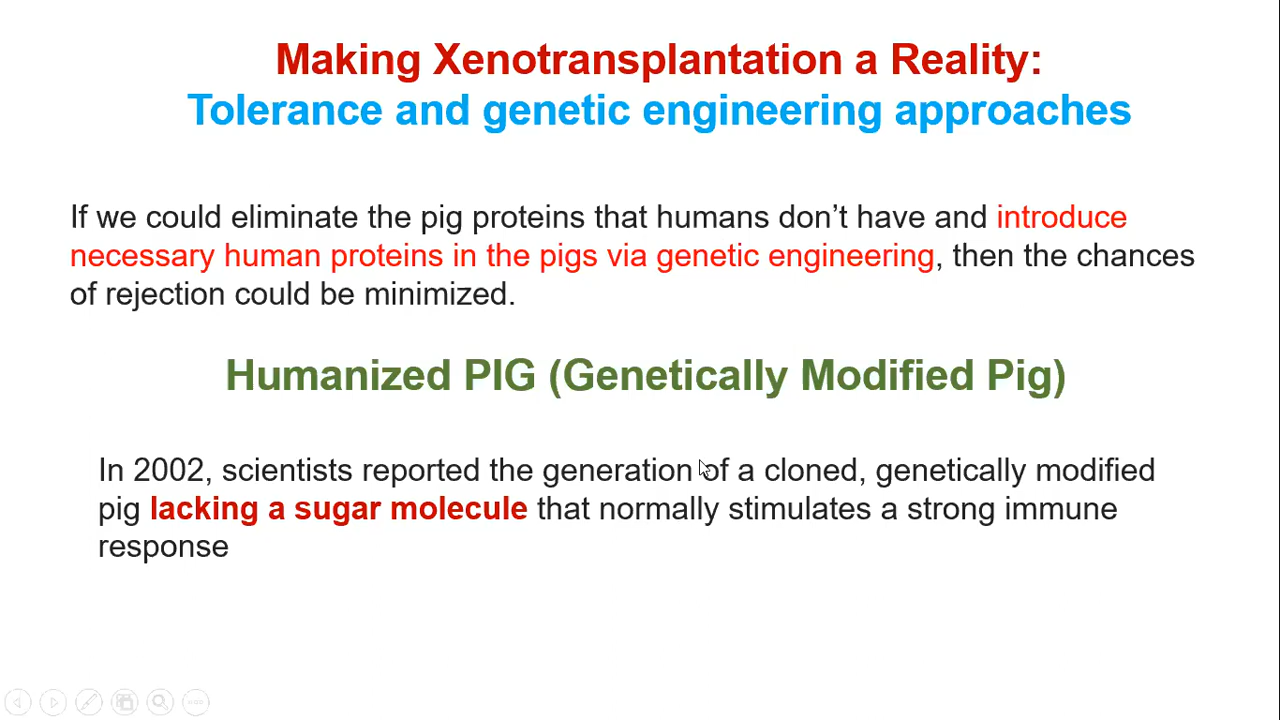 Making Xenotransplantation a Reality:
Tolerance and genetic engineering approaches
If we could eliminate the pig proteins that humans don’t have and introduce
necessary human proteins in the pigs via genetic engineering, then the chances
of rejection could be minimized.
Humanized PIG (Genetically Modified Pig)
In 2002, scientists reported the generation of a cloned, genetically modified
pig lacking a sugar molecule that normally stimulates a strong immune
response